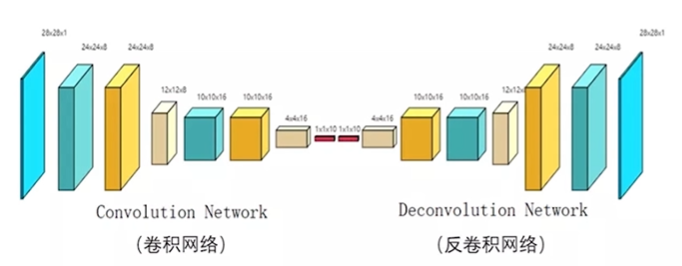 28x28x1
24x24x8
24x24x8
12x12x8
10x10x16
10x10x16
4x4x16
1x1x10
1x1x10
4x4x16
10x10x16
10x10x16
12x12x
24x24x8
24x24x8
28x28x1
Convolution Network
(卷积网络)
Deconvolution Network
(反卷积网络)